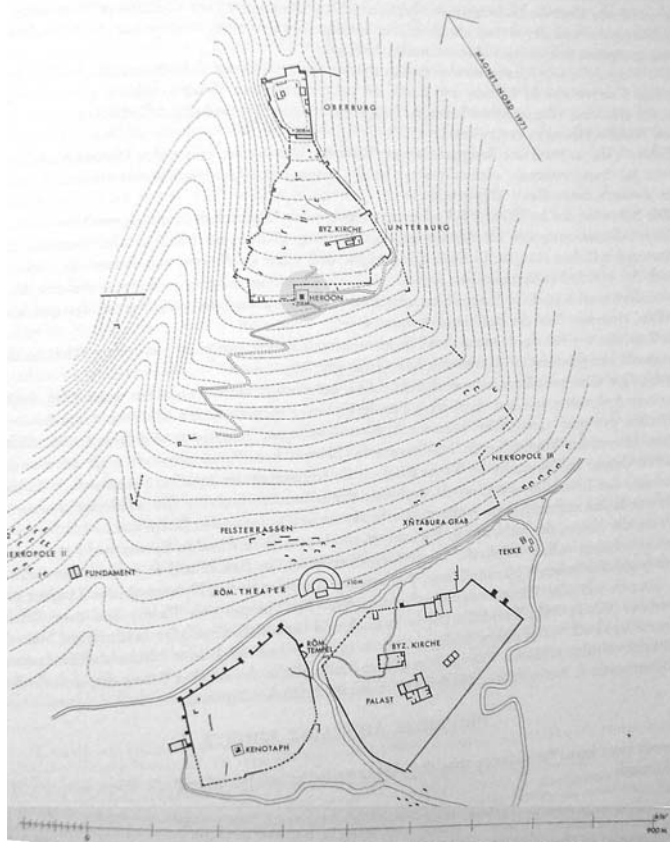 MAGNET NORD 1971
OBERBURG
BYZ. KIRCHE
UNTERBURG
HEROON
NEKROPOLE III
FELSTERRASSEN
XÑTABURA GRAB
NEKROPOLE II
FUNDAMENT
TEKKE
RÖM. THEATER
RÖM.
TEMPEL
BYZ. KIRCHE
PALAST
KENOTAPH
0
900 M.